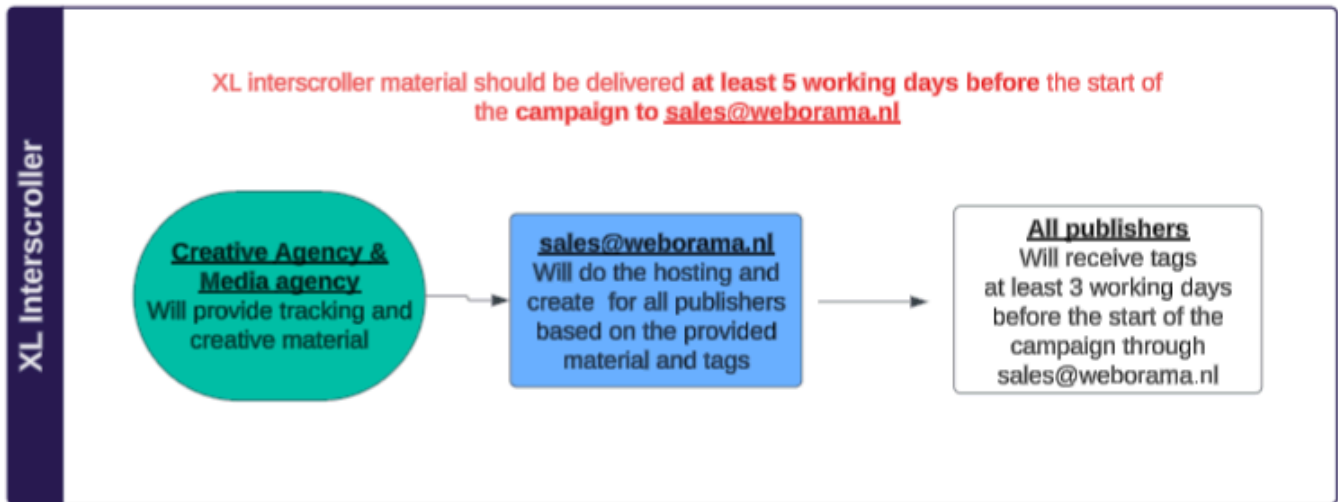 XL Interscroller
XL interscroller material should be delivered at least 5 working days before the start of
the campaign to sales@weborama.nl
Creative Agency &
Media agency
Will provide tracking and
creative material
sales@weborama.nl
Will do the hosting and
create for all publishers
based on the provided
material and tags
All publishers
Will receive tags
at least 3 working days
before the start of the
campaign through
sales@weborama.nl